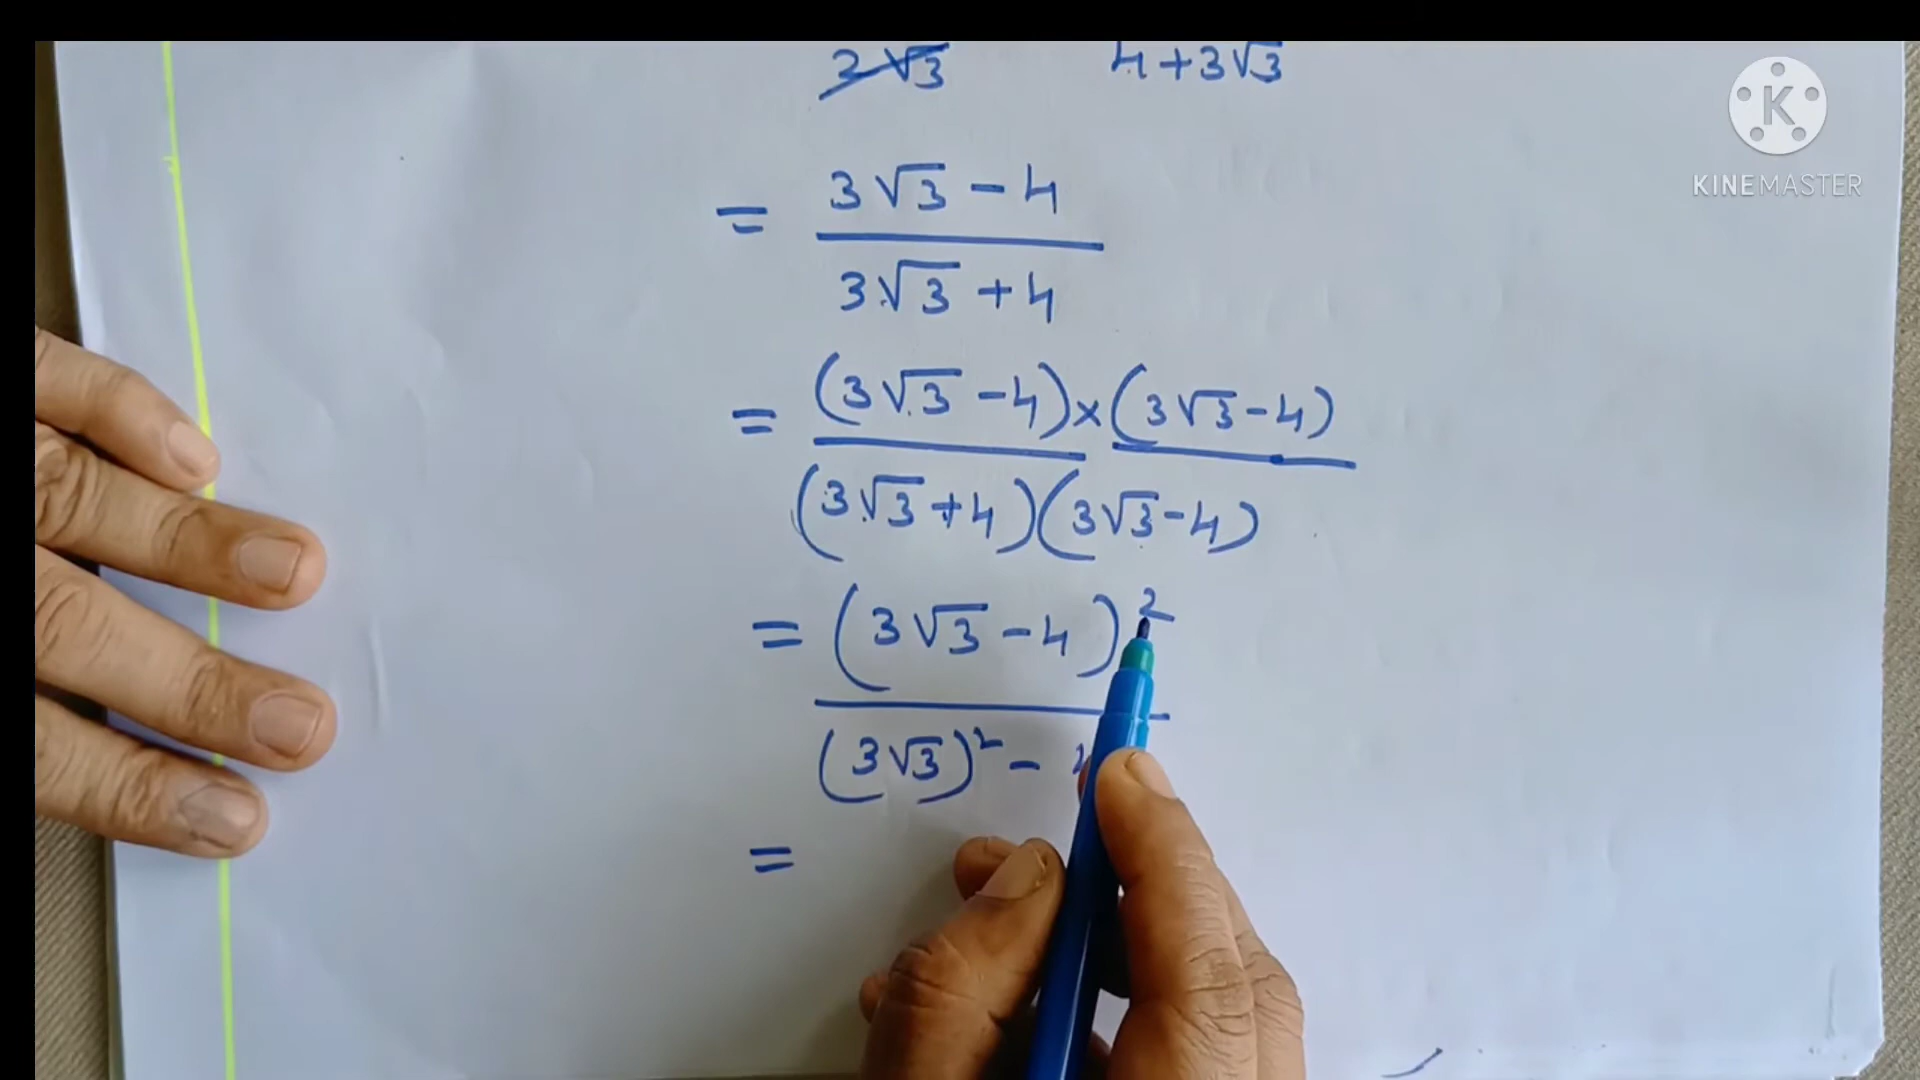 3√3 4+3√3
= 3√3 - 4
3√3 + 4
= (3√3 - 4) × (3√3 - 4)
(3√3 + 4)(3√3 - 4)
= (3√3 - 4)²
(3√3)² -
=
KINEMASTER